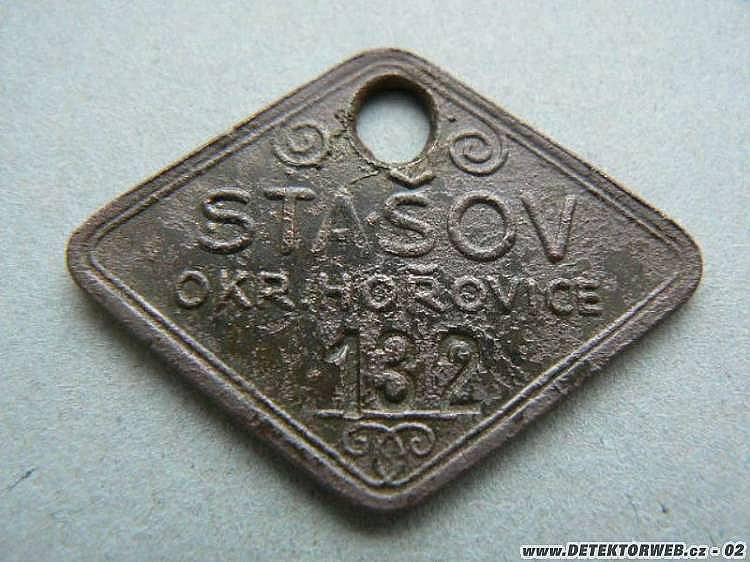 STAŠOV
OKR. HOŘOVICE
132
www.DETEKTORWEB.cz - 02